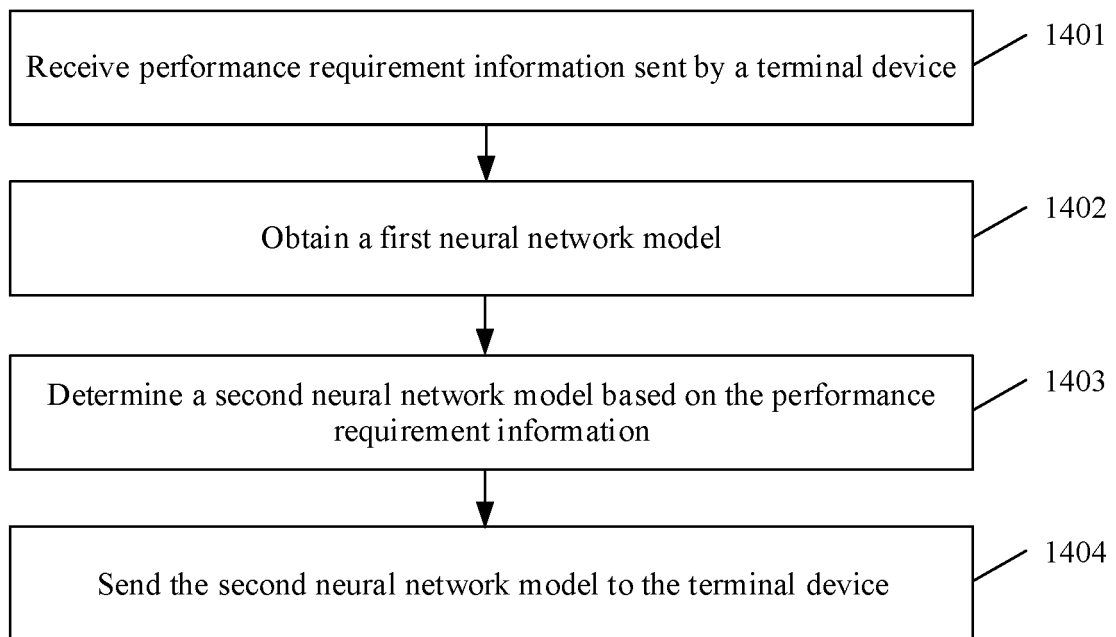 Receive performance requirement information sent by a terminal device
1401
Obtain a first neural network model
1402
Determine a second neural network model based on the performance
requirement information
1403
Send the second neural network model to the terminal device
1404